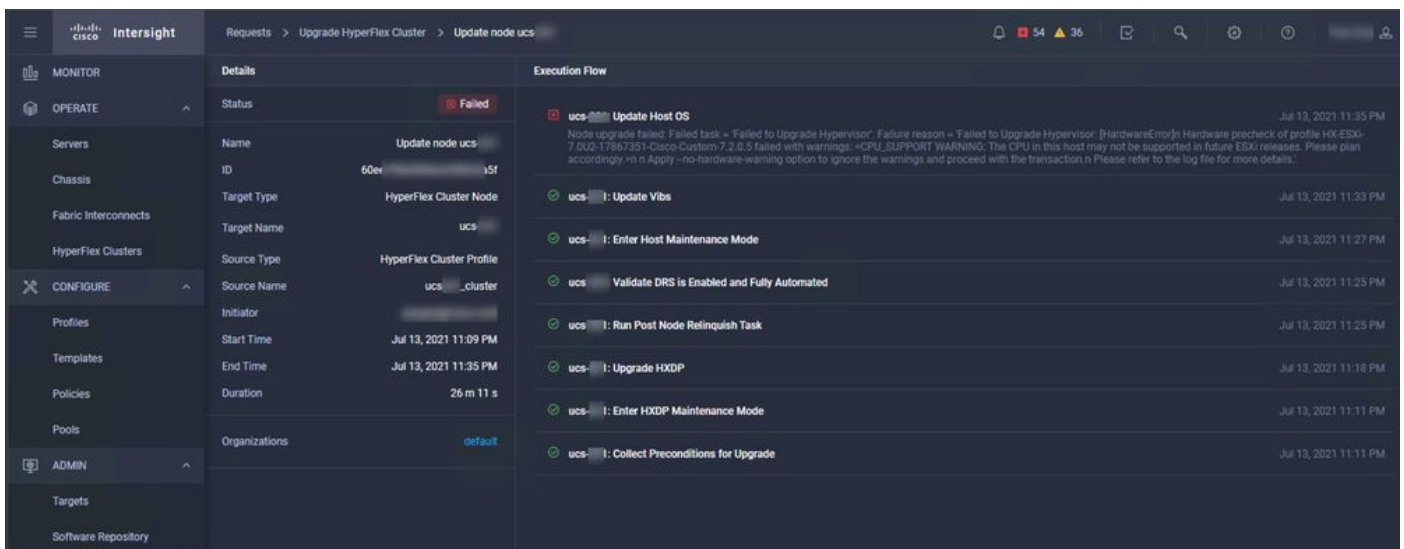 cisco Intersight
Requests > Upgrade HyperFlex Cluster > Update node ucs
54 36
MONITOR
OPERATE
Servers
Chassis
Fabric Interconnects
HyperFlex Clusters
CONFIGURE
Profiles
Templates
Policies
Pools
ADMIN
Targets
Software Repository
Details
Status Failed
Name Update node ucs
ID 60e a5f
Target Type HyperFlex Cluster Node
Target Name ucs
Source Type HyperFlex Cluster Profile
Source Name ucs _cluster
Initiator
Start Time Jul 13, 2021 11:09 PM
End Time Jul 13, 2021 11:35 PM
Duration 26 m 11 s
Organizations default
Execution Flow
ucs- Update Host OS Jul 13, 2021 11:35 PM
Node upgrade failed: Failed task = 'Failed to Upgrade Hypervisor'. Failure reason = 'Failed to Upgrade Hypervisor: [HardwareError]n Hardware precheck of profile HX-ESXi-
7.0U2-17867351-Cisco-Custom-7.2.0.5 failed with warnings: <CPU_SUPPORT WARNING: The CPU in this host may not be supported in future ESXi releases. Please plan
accordingly.>n n Apply --no-hardware-warning option to ignore the warnings and proceed with the transaction.n Please refer to the log file for more details.'.
ucs- 1: Update Vibs Jul 13, 2021 11:33 PM
ucs- 1: Enter Host Maintenance Mode Jul 13, 2021 11:27 PM
ucs Validate DRS is Enabled and Fully Automated Jul 13, 2021 11:25 PM
ucs 1: Run Post Node Relinquish Task Jul 13, 2021 11:25 PM
ucs- 1: Upgrade HXDP Jul 13, 2021 11:18 PM
ucs- 1: Enter HXDP Maintenance Mode Jul 13, 2021 11:11 PM
ucs- 1: Collect Preconditions for Upgrade Jul 13, 2021 11:11 PM